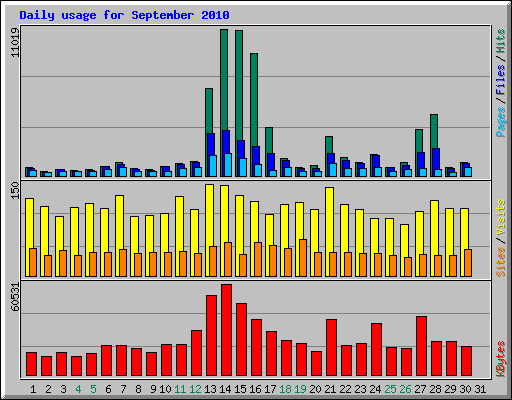 Daily usage for September 2010
11019
Pages / Files / Hits
150
Sites / Visits
60531
KBytes
1 2 3 4 5 6 7 8 9 10 11 12 13 14 15 16 17 18 19 20 21 22 23 24 25 26 27 28 29 30 31